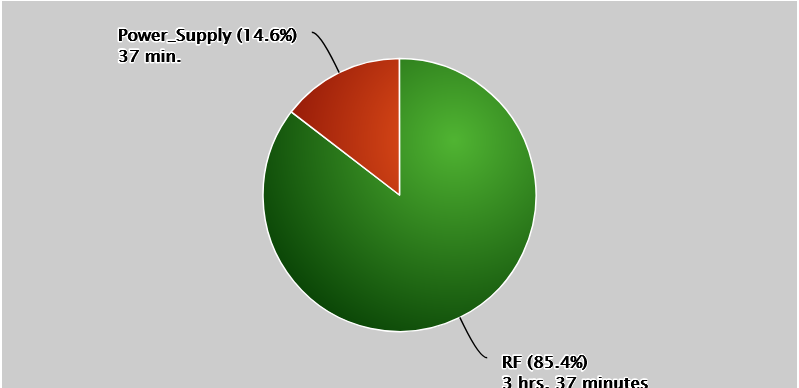 Power_Supply (14.6%)
37 min.
RF (85.4%)
3 hrs, 37 minutes